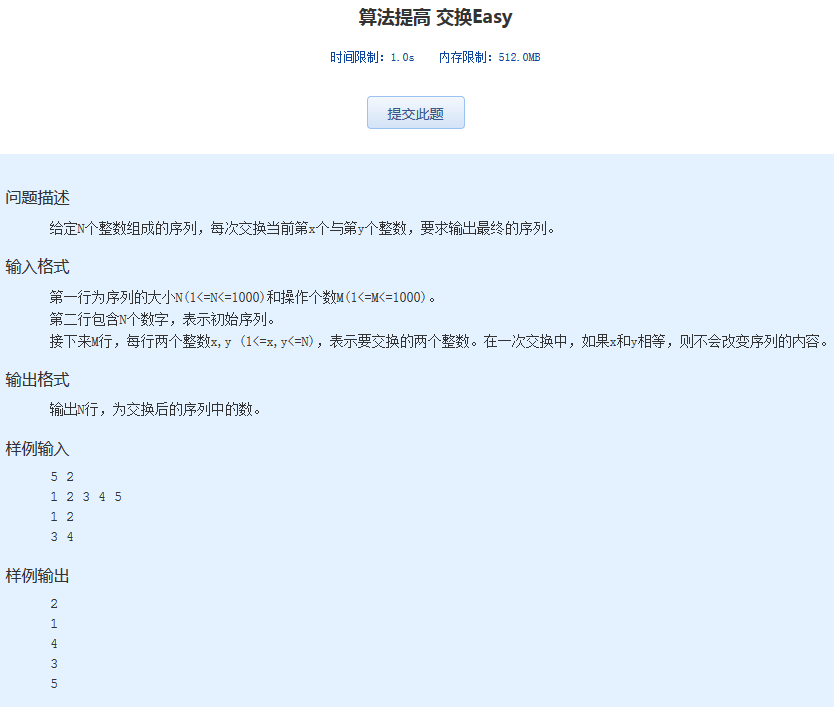 算法提高 交换Easy
时间限制：1.0s 内存限制：512.0MB
提交此题
问题描述
给定N个整数组成的序列，每次交换当前第x个与第y个整数，要求输出最终的序列。
输入格式
第一行为序列的大小N(1<=N<=1000)和操作个数M(1<=M<=1000)。
第二行包含N个数字，表示初始序列。
接下来M行，每行两个整数x,y (1<=x,y<=N)，表示要交换的两个整数。在一次交换中，如果x和y相等，则不会改变序列的内容。
输出格式
输出N行，为交换后的序列中的数。
样例输入
5 2
1 2 3 4 5
1 2
3 4
样例输出
2
1
4
3
5